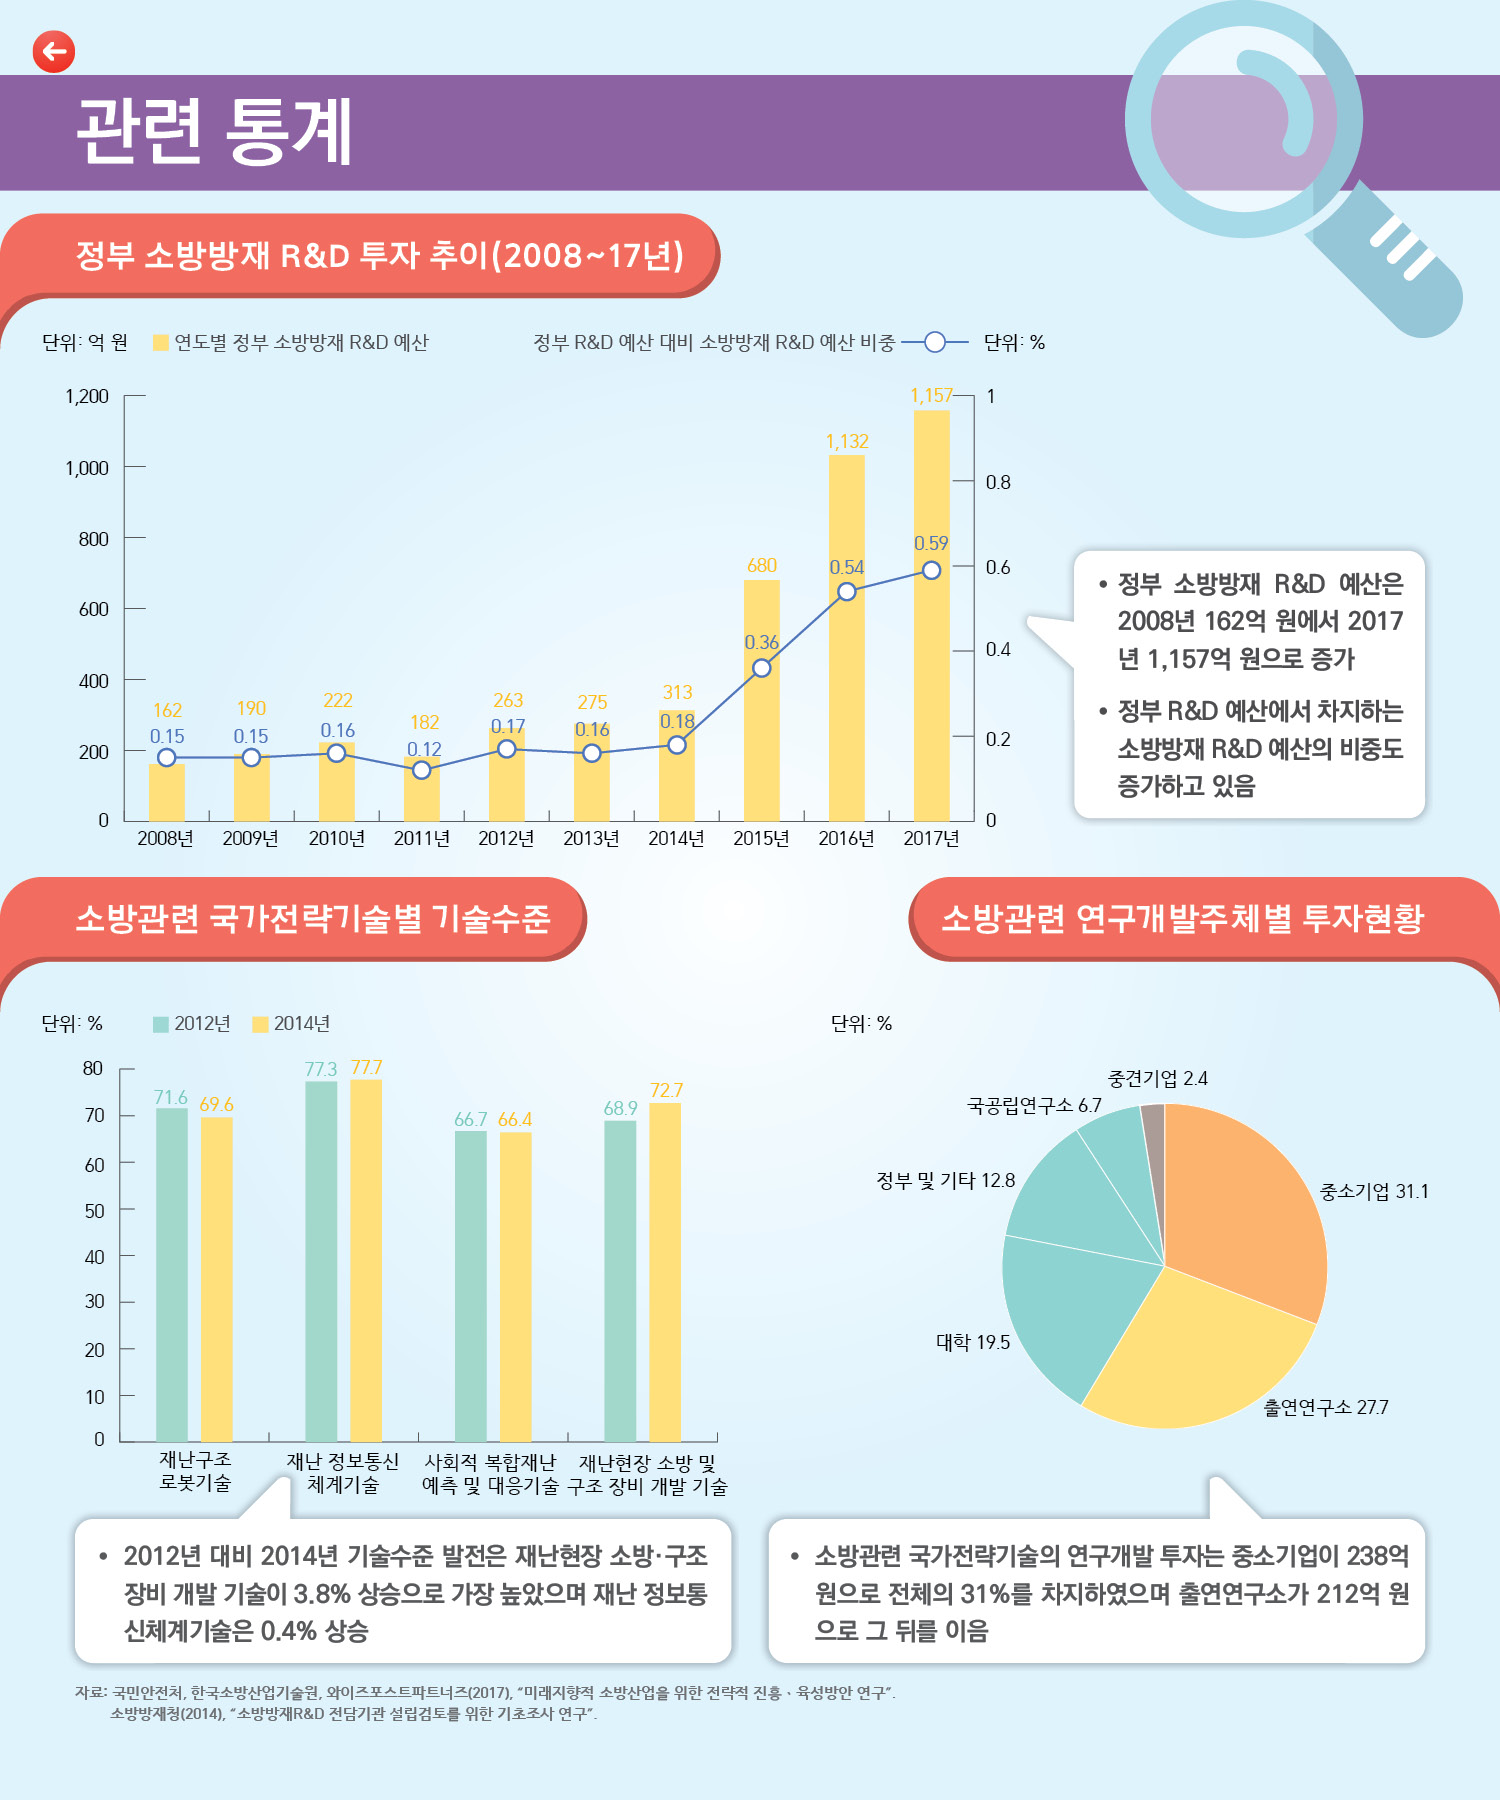 관련 통계
정부 소방방재 R&D 투자 추이(2008~17년)
단위: 억 원
연도별 정부 소방방재 R&D 예산
정부 R&D 예산 대비 소방방재 R&D 예산 비중
단위: %
1,200
1,000
800
600
400
200
0
1
0.8
0.6
0.4
0.2
0
162
190
222
182
263
275
313
680
1,132
1,157
0.15
0.15
0.16
0.12
0.17
0.16
0.18
0.36
0.54
0.59
2008년
2009년
2010년
2011년
2012년
2013년
2014년
2015년
2016년
2017년
• 정부 소방방재 R&D 예산은
2008년 162억 원에서 2017
년 1,157억 원으로 증가
• 정부 R&D 예산에서 차지하는
소방방재 R&D 예산의 비중도
증가하고 있음
소방관련 국가전략기술별 기술수준
단위: %
2012년
2014년
80
70
60
50
40
30
20
10
0
71.6
69.6
77.3
77.7
66.7
66.4
68.9
72.7
재난구조
로봇기술
재난 정보통신
체계기술
사회적 복합재난
예측 및 대응기술
재난현장 소방 및
구조 장비 개발 기술
• 2012년 대비 2014년 기술수준 발전은 재난현장 소방·구조
장비 개발 기술이 3.8% 상승으로 가장 높았으며 재난 정보통
신체계기술은 0.4% 상승
소방관련 연구개발주체별 투자현황
단위: %
중견기업 2.4
국공립연구소 6.7
정부 및 기타 12.8
중소기업 31.1
대학 19.5
출연연구소 27.7
• 소방관련 국가전략기술의 연구개발 투자는 중소기업이 238억
원으로 전체의 31%를 차지하였으며 출연연구소가 212억 원
으로 그 뒤를 이음
자료: 국민안전처, 한국소방산업기술원, 와이즈포스트파트너즈(2017), “미래지향적 소방산업을 위한 전략적 진흥、육성방안 연구”.
소방방재청(2014), “소방방재R&D 전담기관 설립검토를 위한 기초조사 연구”.